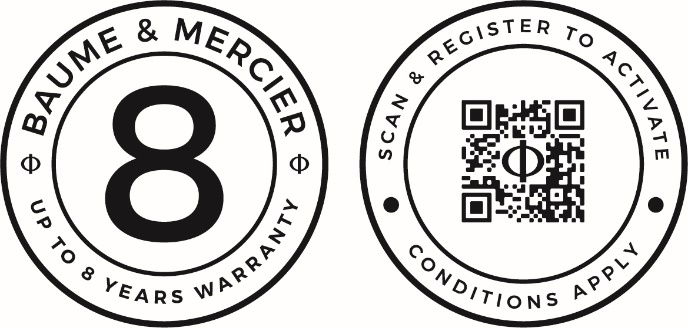 BAUME & MERCIER
Φ 8 Φ
UP TO 8 YEARS WARRANTY
SCAN & REGISTER TO ACTIVATE
Φ
CONDITIONS APPLY